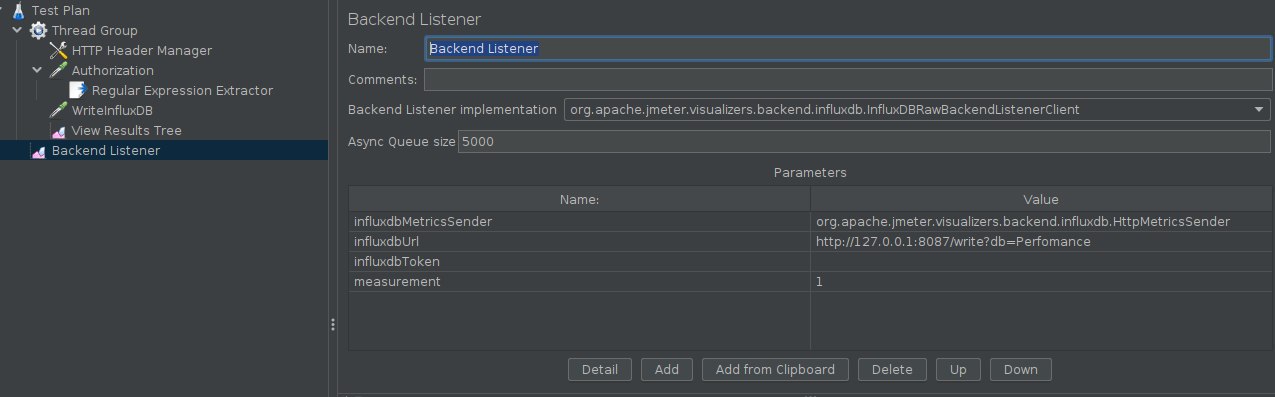 Test Plan
Thread Group
HTTP Header Manager
Authorization
Regular Expression Extractor
WriteInfluxDB
View Results Tree
Backend Listener
Backend Listener
Name: Backend Listener
Comments:
Backend Listener implementation org.apache.jmeter.visualizers.backend.influxdb.InfluxDBRawBackendListenerClient
Async Queue size 5000
Parameters
Name: Value
influxdbMetricsSender org.apache.jmeter.visualizers.backend.influxdb.HttpMetricsSender
influxdbUrl http://127.0.0.1:8087/write?db=Perfomance
influxdbToken
measurement 1
Detail Add Add from Clipboard Delete Up Down